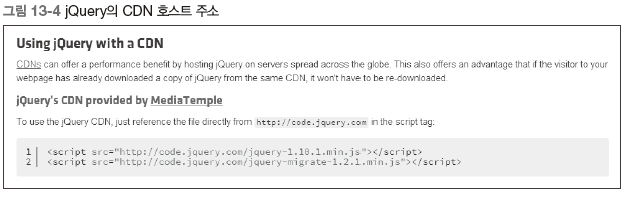 그림 13-4 jQuery의 CDN 호스트 주소
Using jQuery with a CDN
CDNs can offer a performance benefit by hosting jQuery on servers spread across the globe. This also offers an advantage that if the visitor to your
webpage has already downloaded a copy of jQuery from the same CDN, it won't have to be re-downloaded.
jQuery's CDN provided by MediaTemple
To use the jQuery CDN, just reference the file directly from http://code.jquery.com in the script tag:
1 <script src="http://code.jquery.com/jquery-1.10.1.min.js"></script>
2 <script src="http://code.jquery.com/jquery-migrate-1.2.1.min.js"></script>